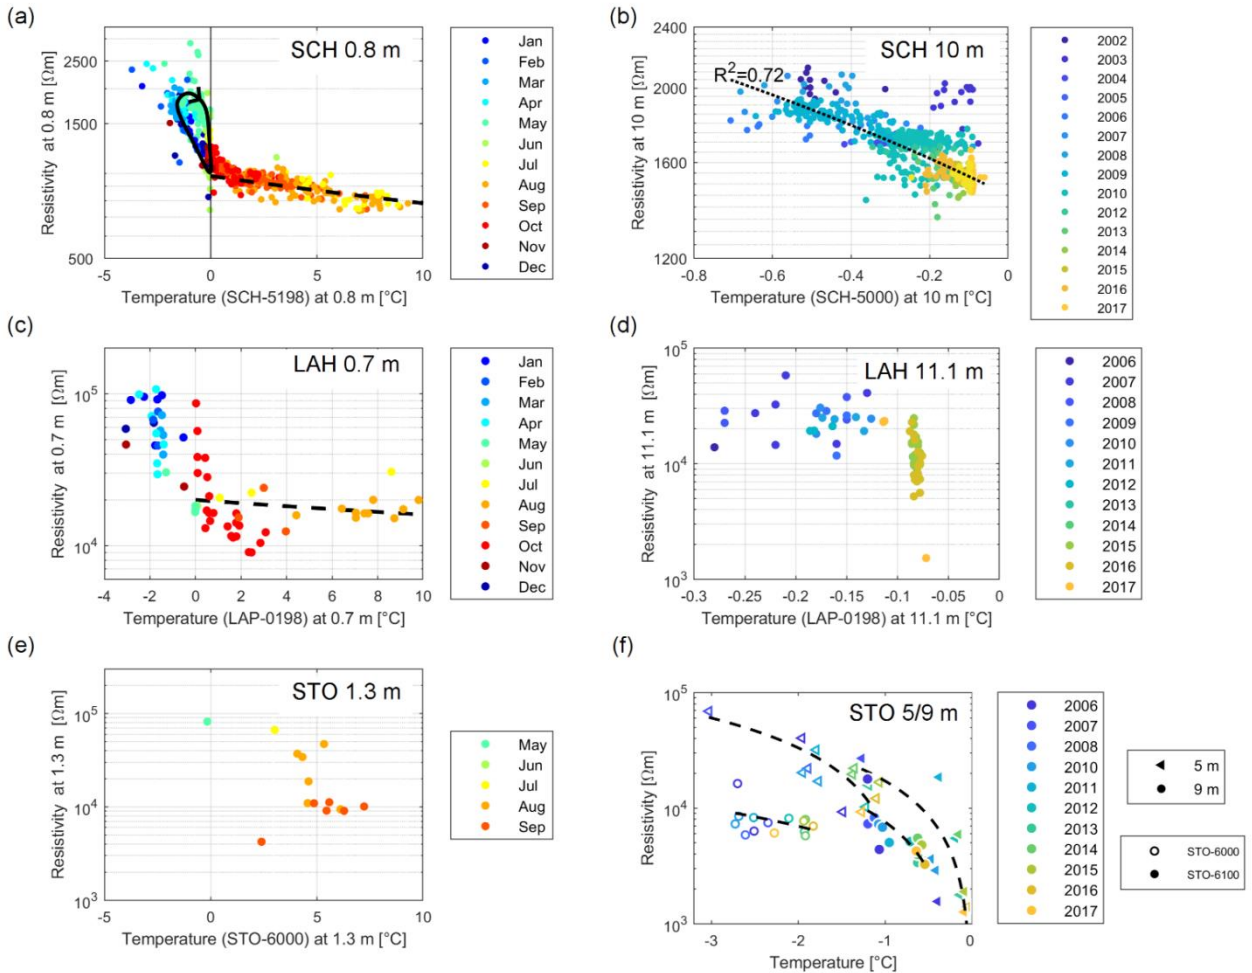 (a)
SCH 0.8 m
Resistivity at 0.8 m [Ωm]
2500
1500
500
-5
0
5
10
Temperature (SCH-5198) at 0.8 m [°C]
Jan
Feb
Mar
Apr
May
Jun
Jul
Aug
Sep
Oct
Nov
Dec
(b)
SCH 10 m
R²=0.72
Resistivity at 10 m [Ωm]
2400
2000
1600
1200
-0.8
-0.6
-0.4
-0.2
0
Temperature (SCH-5000) at 10 m [°C]
2002
2003
2004
2005
2006
2007
2008
2009
2010
2012
2013
2014
2015
2016
2017
(c)
LAH 0.7 m
Resistivity at 0.7 m [Ωm]
10⁵
10⁴
-4
-2
0
2
4
6
8
10
Temperature (LAP-0198) at 0.7 m [°C]
Jan
Feb
Mar
Apr
May
Jun
Jul
Aug
Sep
Oct
Nov
Dec
(d)
LAH 11.1 m
Resistivity at 11.1 m [Ωm]
10⁵
10⁴
10³
-0.3
-0.25
-0.2
-0.15
-0.1
-0.05
0
Temperature (LAP-0198) at 11.1 m [°C]
2006
2007
2008
2009
2010
2011
2012
2013
2014
2015
2016
2017
(e)
STO 1.3 m
Resistivity at 1.3 m [Ωm]
10⁵
10⁴
10³
-5
0
5
10
Temperature (STO-6000) at 1.3 m [°C]
May
Jun
Jul
Aug
Sep
(f)
STO 5/9 m
Resistivity [Ωm]
10⁵
10⁴
10³
-3
-2
-1
0
Temperature [°C]
2006
2007
2008
2010
2011
2012
2013
2014
2015
2016
2017
5 m
9 m
STO-6000
STO-6100